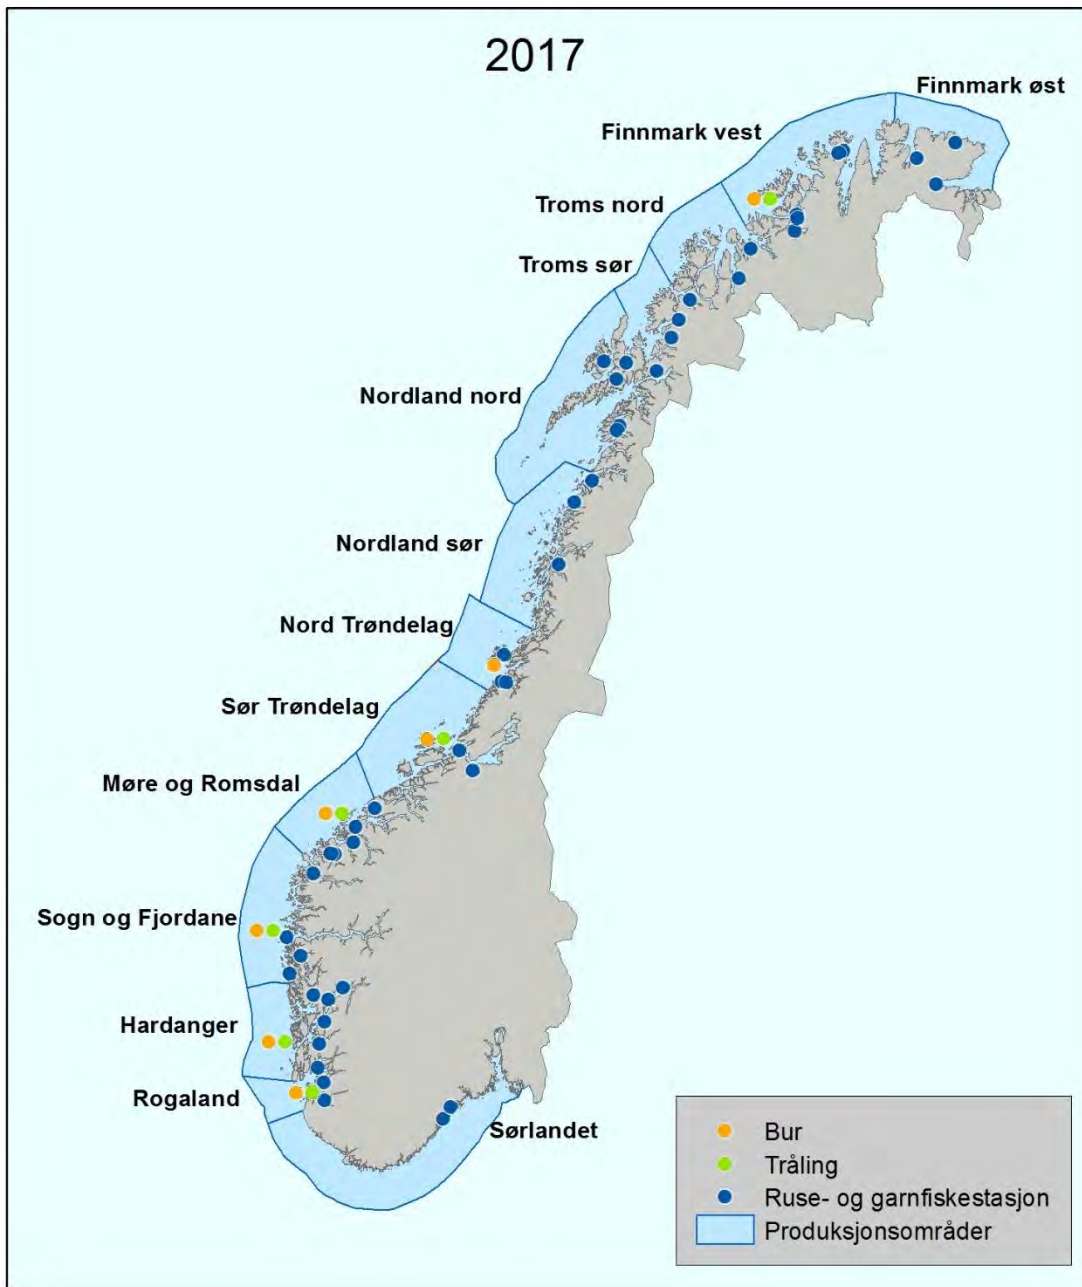 2017
Finnmark øst
Finnmark vest
Troms nord
Troms sør
Nordland nord
Nordland sør
Nord Trøndelag
Sør Trøndelag
Møre og Romsdal
Sogn og Fjordane
Hardanger
Rogaland
Sørlandet
Bur
Tråling
Ruse- og garnfiskestasjon
Produksjonsområder